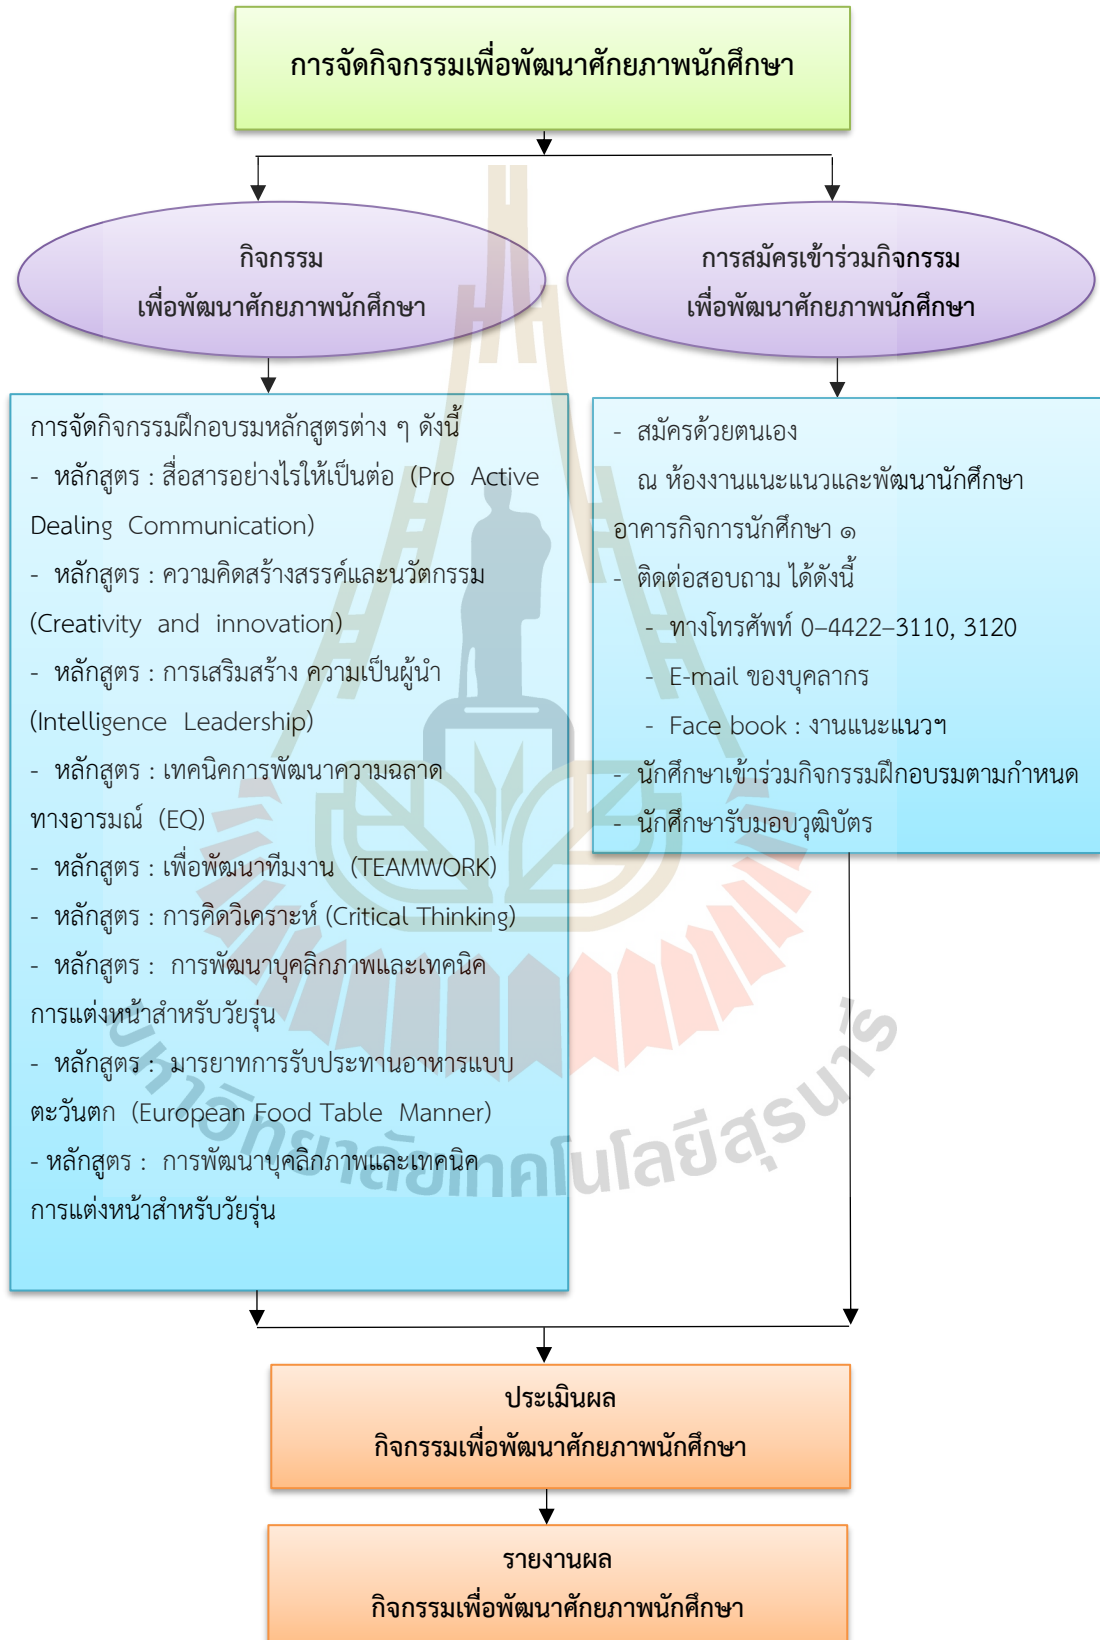 การจัดกิจกรรมเพื่อพัฒนาศักยภาพนักศึกษา
กิจกรรม
เพื่อพัฒนาศักยภาพนักศึกษา
การสมัครเข้าร่วมกิจกรรม
เพื่อพัฒนาศักยภาพนักศึกษา
การจัดกิจกรรมฝึกอบรมหลักสูตรต่าง ๆ ดังนี้
- หลักสูตร : สื่อสารอย่างไรให้เป็นต่อ (Pro Active
Dealing Communication)
- หลักสูตร : ความคิดสร้างสรรค์และนวัตกรรม
(Creativity and innovation)
- หลักสูตร : การเสริมสร้าง ความเป็นผู้นำ
(Intelligence Leadership)
- หลักสูตร : เทคนิคการพัฒนาความฉลาด
ทางอารมณ์ (EQ)
- หลักสูตร : เพื่อพัฒนาทีมงาน (TEAMWORK)
- หลักสูตร : การคิดวิเคราะห์ (Critical Thinking)
- หลักสูตร : การพัฒนาบุคลิกภาพและเทคนิค
การแต่งหน้าสำหรับวัยรุ่น
- หลักสูตร : มารยาทการรับประทานอาหารแบบ
ตะวันตก (European Food Table Manner)
- หลักสูตร : การพัฒนาบุคลิกภาพและเทคนิค
การแต่งหน้าสำหรับวัยรุ่น
- สมัครด้วยตนเอง
ณ ห้องงานแนะแนวและพัฒนานักศึกษา
อาคารกิจการนักศึกษา ๑
- ติดต่อสอบถาม ได้ดังนี้
- ทางโทรศัพท์ 0–4422–3110, 3120
- E-mail ของบุคลากร
- Face book : งานแนะแนวฯ
- นักศึกษาเข้าร่วมกิจกรรมฝึกอบรมตามกำหนด
- นักศึกษารับมอบวุฒิบัตร
ประเมินผล
กิจกรรมเพื่อพัฒนาศักยภาพนักศึกษา
รายงานผล
กิจกรรมเพื่อพัฒนาศักยภาพนักศึกษา